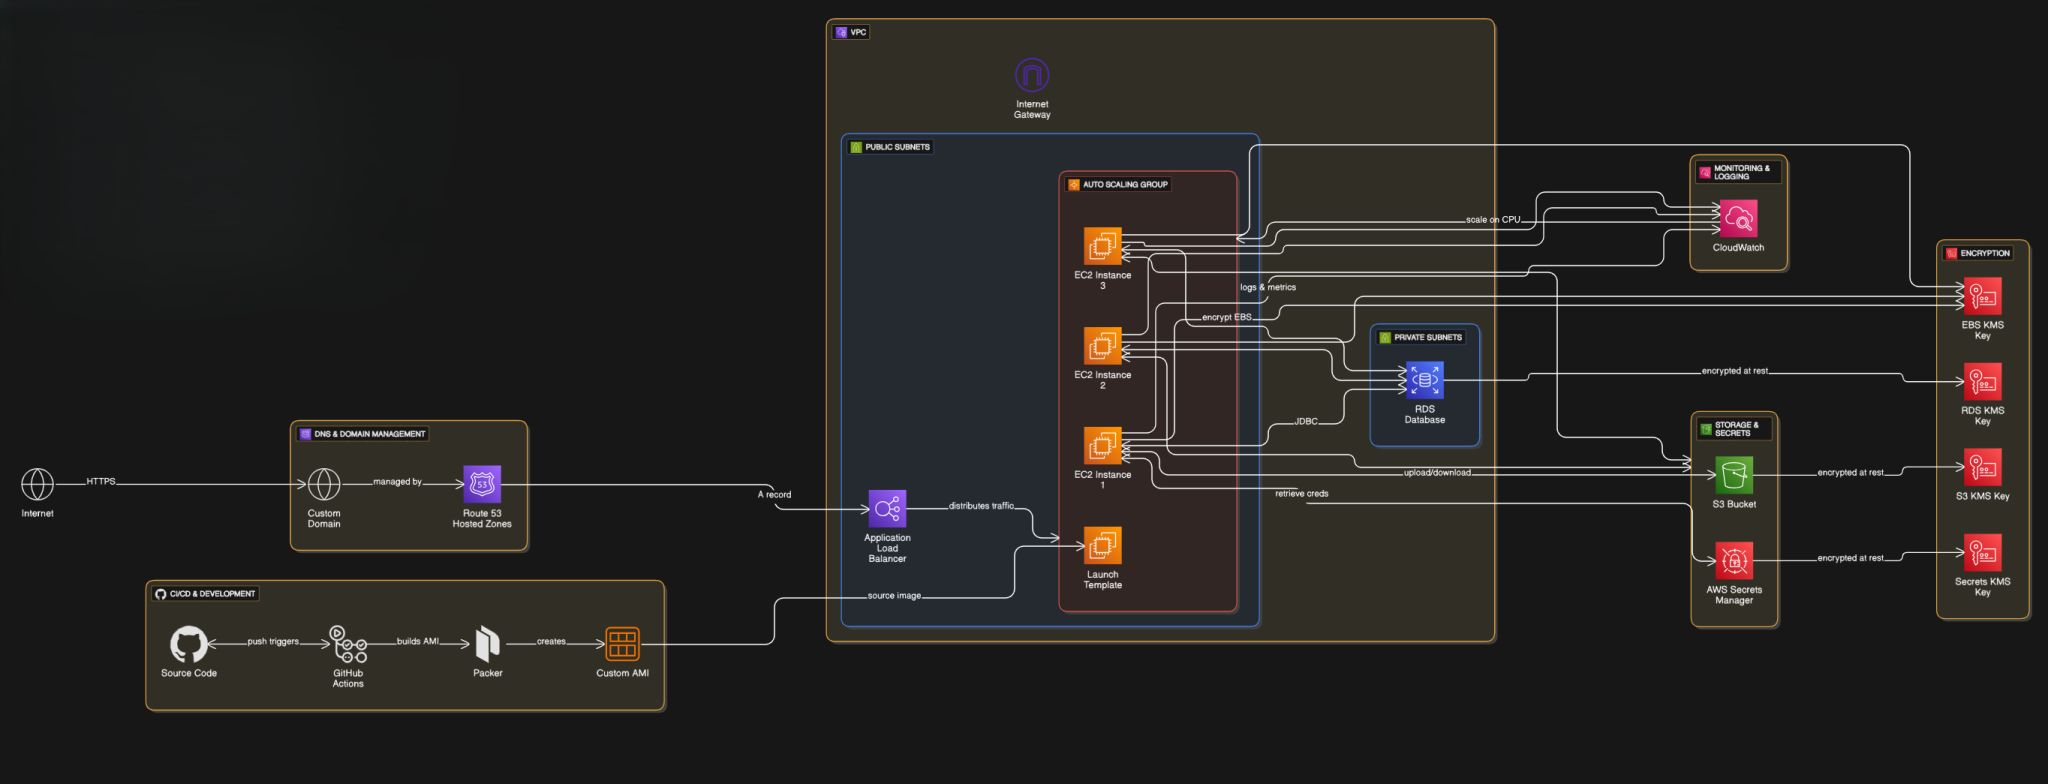 VPC
Internet
Gateway
PUBLIC SUBNETS
AUTO SCALING GROUP
EC2 Instance
3
EC2 Instance
2
EC2 Instance
1
Launch
Template
Application
Load
Balancer
distributes traffic
source image
scale on CPU
logs & metrics
encrypt EBS
JDBC
upload/download
retrieve creds
PRIVATE SUBNETS
RDS
Database
MONITORING &
LOGGING
CloudWatch
STORAGE &
SECRETS
S3 Bucket
AWS Secrets
Manager
encrypted at rest
encrypted at rest
encrypted at rest
ENCRYPTION
EBS KMS
Key
RDS KMS
Key
S3 KMS Key
Secrets KMS
Key
Internet
HTTPS
DNS & DOMAIN MANAGEMENT
Custom
Domain
managed by
53
Route 53
Hosted Zones
A record
CI/CD & DEVELOPMENT
Source Code
push triggers
GitHub
Actions
builds AMI
Packer
creates
Custom AMI